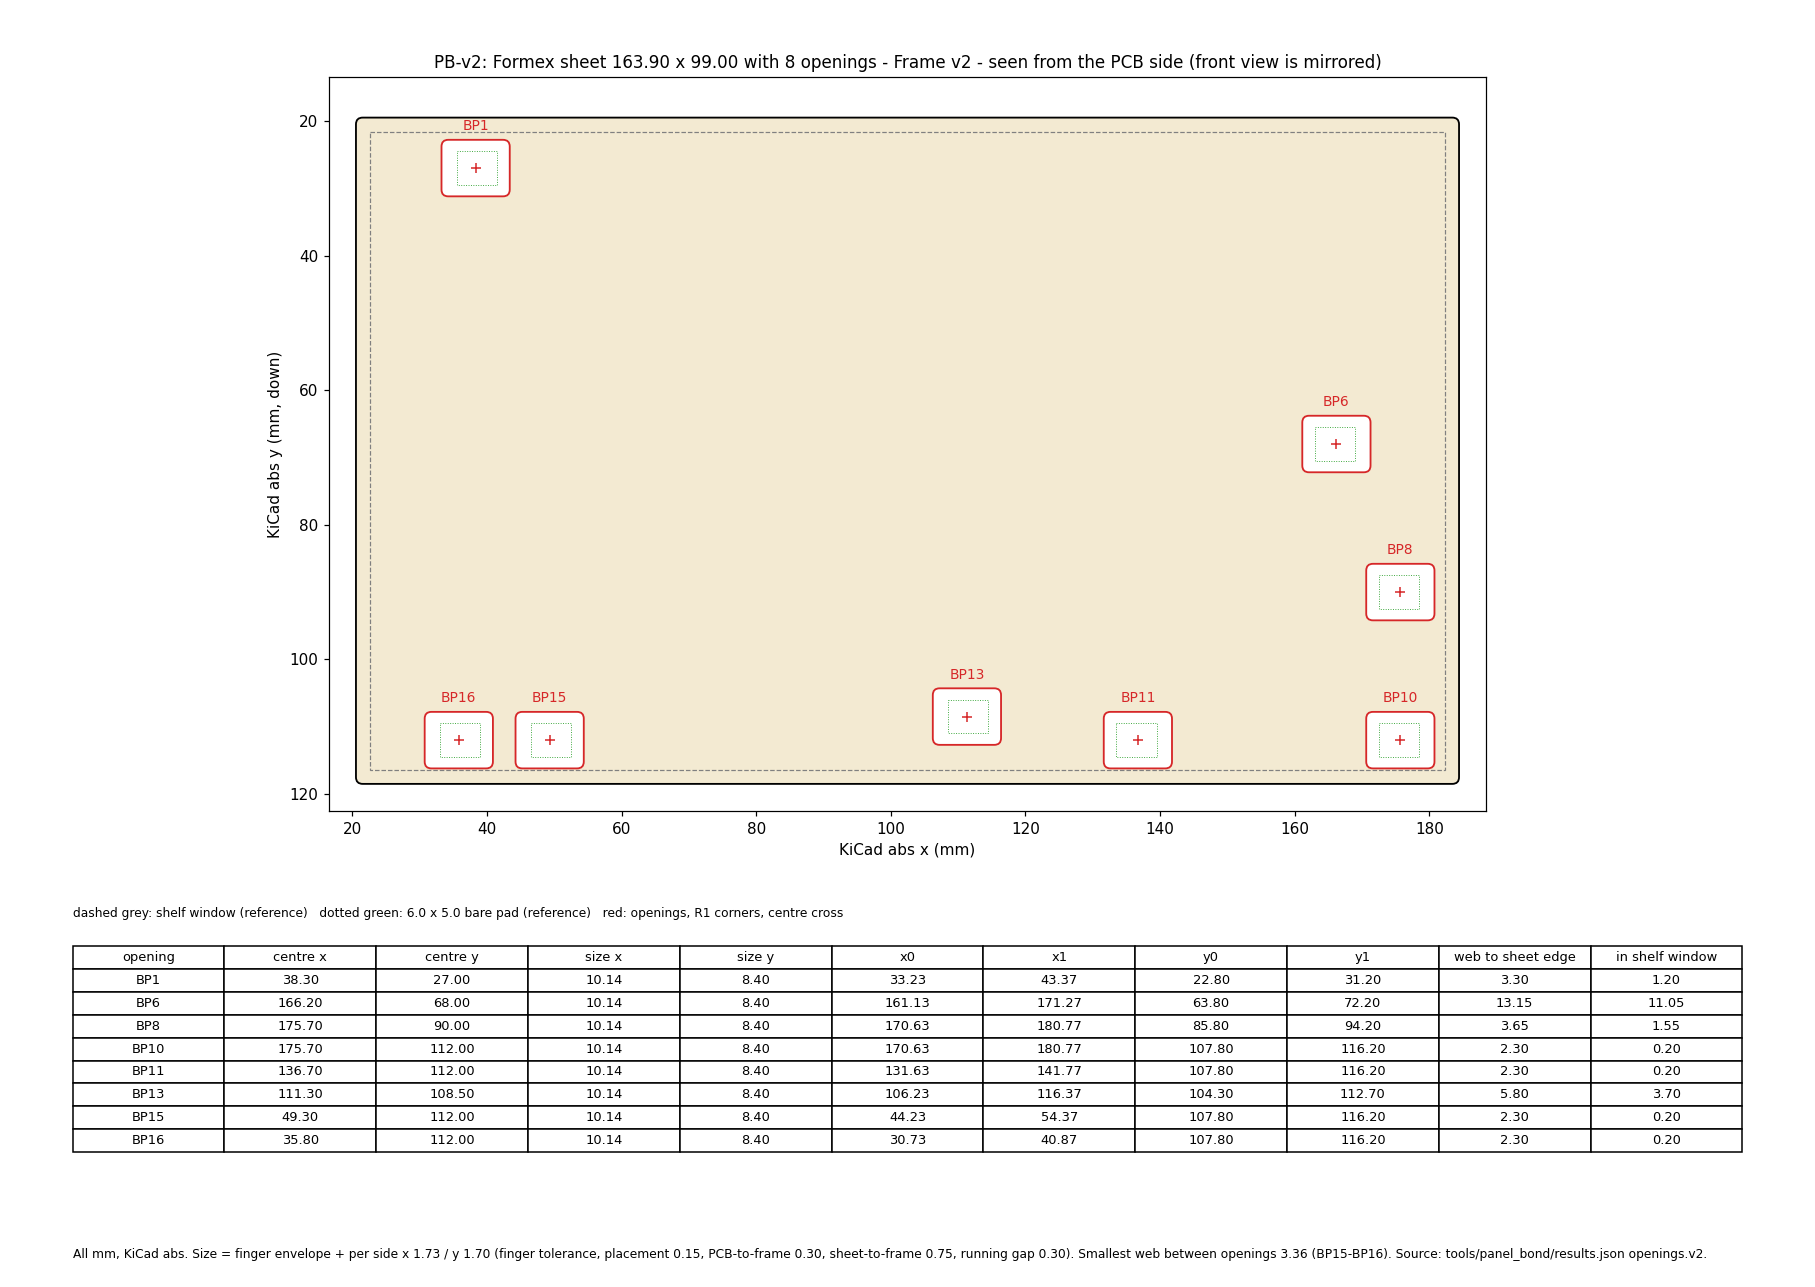 PB-v2: Formex sheet 163.90 x 99.00 with 8 openings - Frame v2 - seen from the PCB side (front view is mirrored)
20
BP1
40
60
BP6
KiCad abs y (mm, down)
80
BP8
100
BP13
BP16 BP15 BP11 BP10
120
20 40 60 80 100 120 140 160 180
KiCad abs x (mm)
dashed grey: shelf window (reference) dotted green: 6.0 x 5.0 bare pad (reference) red: openings, R1 corners, centre cross
opening centre x centre y size x size y x0 x1 y0 y1 web to sheet edge in shelf window
BP1 38.30 27.00 10.14 8.40 33.23 43.37 22.80 31.20 3.30 1.20
BP6 166.20 68.00 10.14 8.40 161.13 171.27 63.80 72.20 13.15 11.05
BP8 175.70 90.00 10.14 8.40 170.63 180.77 85.80 94.20 3.65 1.55
BP10 175.70 112.00 10.14 8.40 170.63 180.77 107.80 116.20 2.30 0.20
BP11 136.70 112.00 10.14 8.40 131.63 141.77 107.80 116.20 2.30 0.20
BP13 111.30 108.50 10.14 8.40 106.23 116.37 104.30 112.70 5.80 3.70
BP15 49.30 112.00 10.14 8.40 44.23 54.37 107.80 116.20 2.30 0.20
BP16 35.80 112.00 10.14 8.40 30.73 40.87 107.80 116.20 2.30 0.20
All mm, KiCad abs. Size = finger envelope + per side x 1.73 / y 1.70 (finger tolerance, placement 0.15, PCB-to-frame 0.30, sheet-to-frame 0.75, running gap 0.30). Smallest web between openings 3.36 (BP15-BP16). Source: tools/panel_bond/results.json openings.v2.